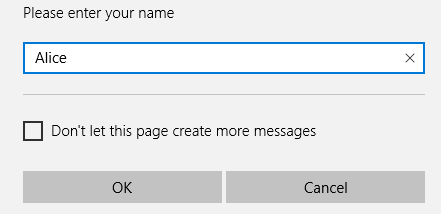 Please enter your name
Alice
Don't let this page create more messages
OK Cancel